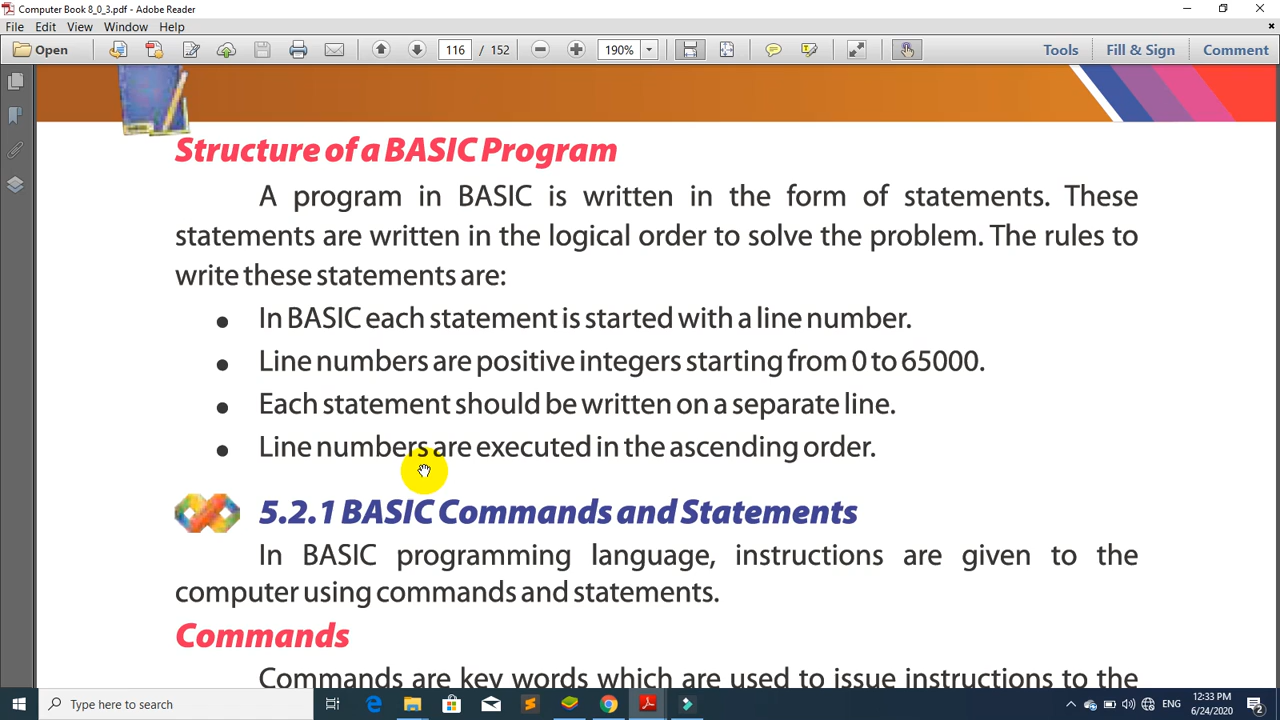 Computer Book 8_0_3.pdf - Adobe Reader
File Edit View Window Help
Open 116 / 152 190% Tools Fill & Sign Comment
Structure of a BASIC Program
A program in BASIC is written in the form of statements. These
statements are written in the logical order to solve the problem. The rules to
write these statements are:
● In BASIC each statement is started with a line number.
● Line numbers are positive integers starting from 0 to 65000.
● Each statement should be written on a separate line.
● Line numbers are executed in the ascending order.
5.2.1 BASIC Commands and Statements
In BASIC programming language, instructions are given to the
computer using commands and statements.
Commands
Commands are key words which are used to issue instructions to the
Type here to search
ENG
12:33 PM
6/24/2020
2